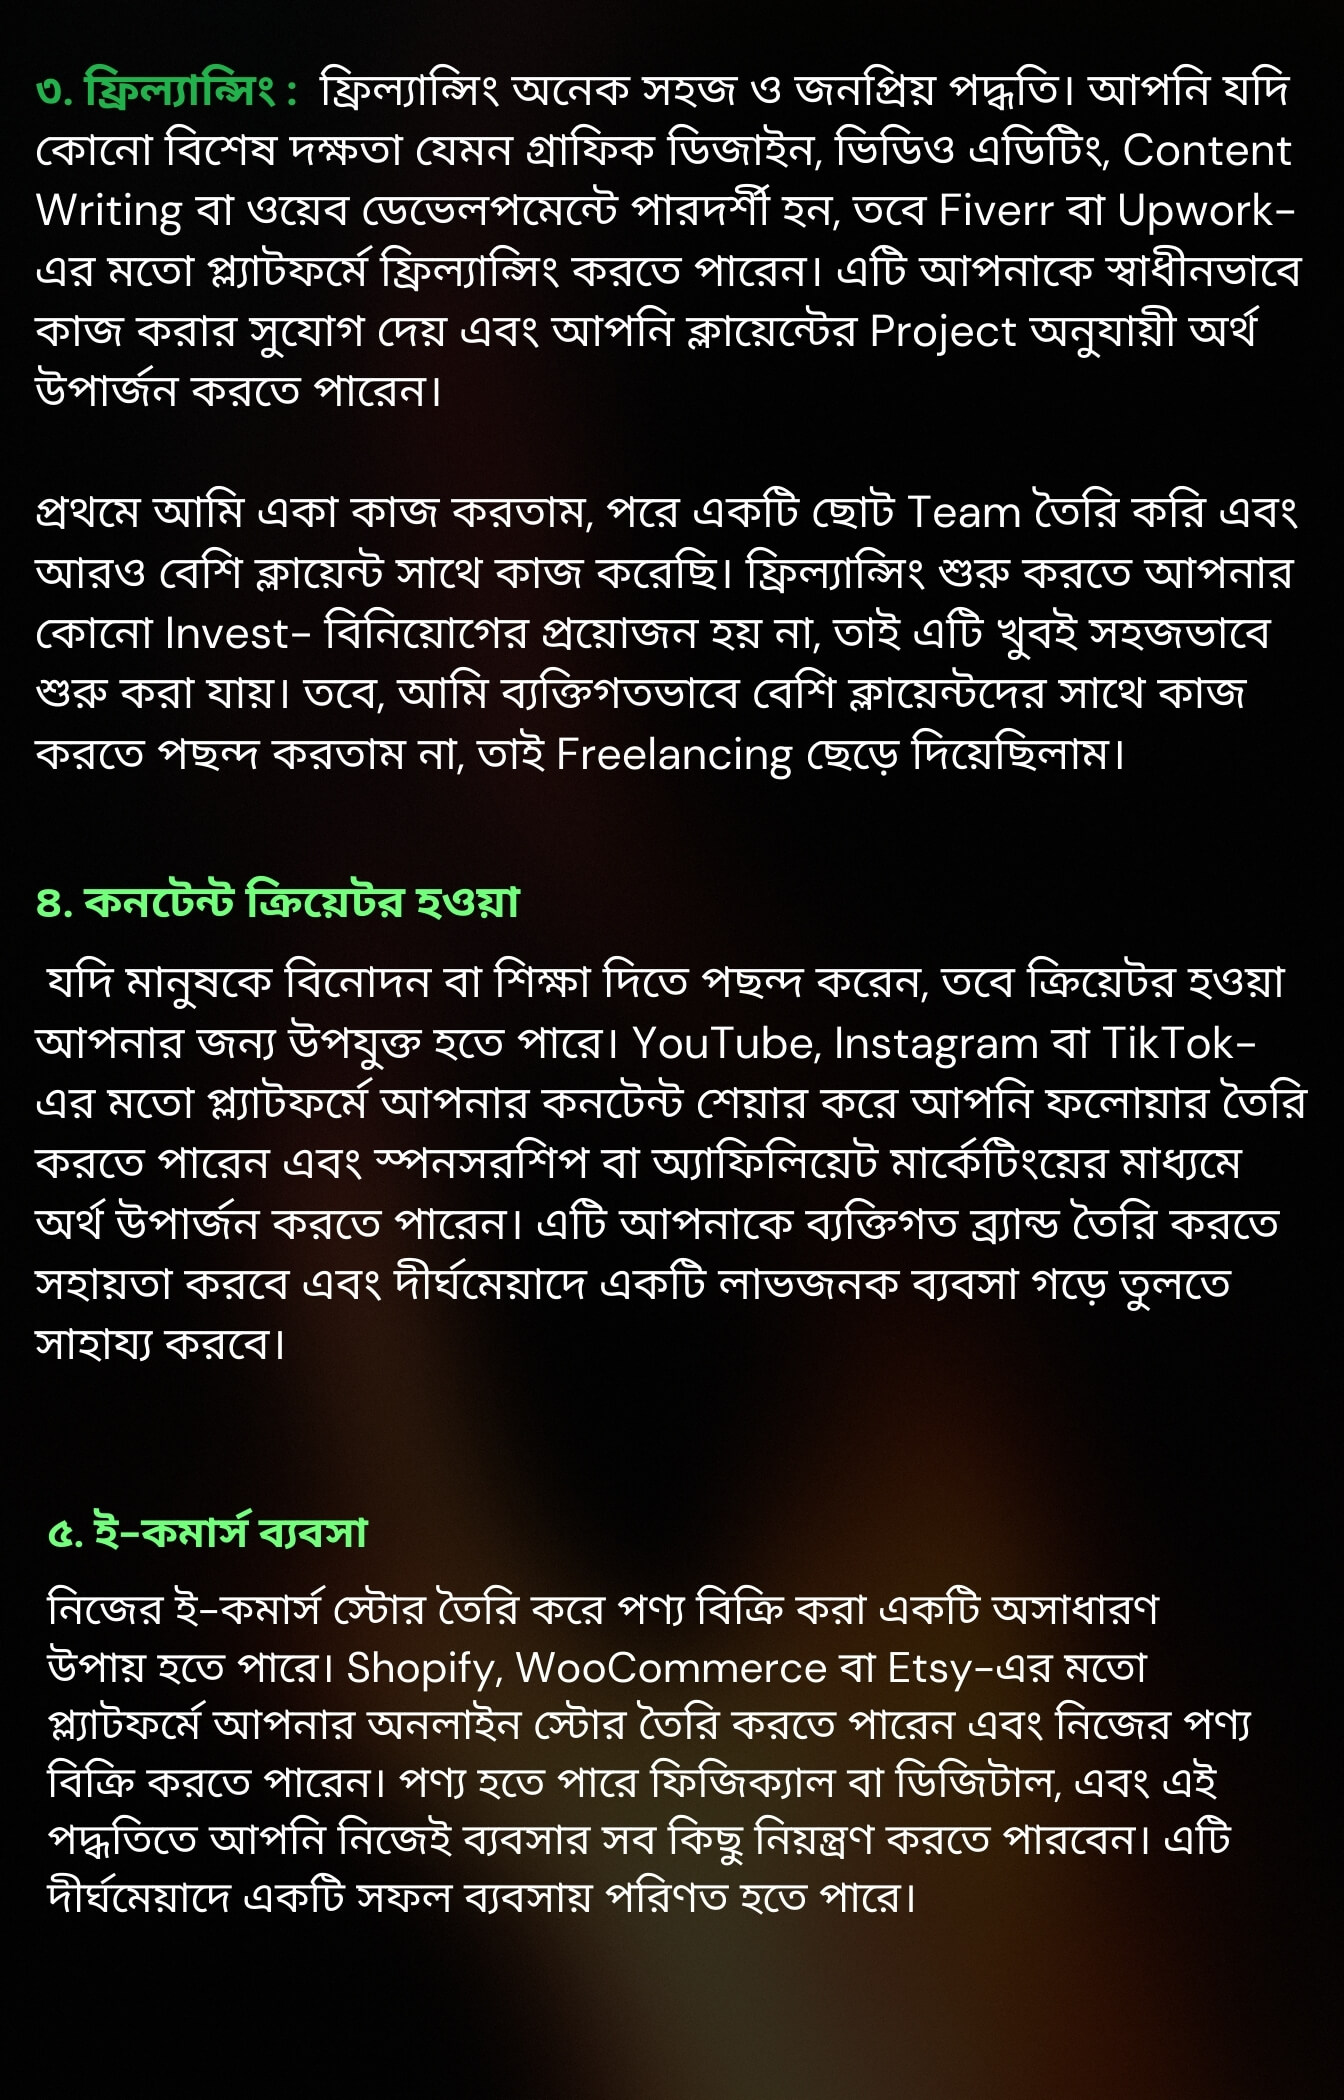 ৩. ফ্রিল্যান্সিং : ফ্রিল্যান্সিং অনেক সহজ ও জনপ্রিয় পদ্ধতি। আপনি যদি
কোনো বিশেষ দক্ষতা যেমন গ্রাফিক ডিজাইন, ভিডিও এডিটিং, Content
Writing বা ওয়েব ডেভেলপমেন্টে পারদর্শী হন, তবে Fiverr বা Upwork-
এর মতো প্ল্যাটফর্মে ফ্রিল্যান্সিং করতে পারেন। এটি আপনাকে স্বাধীনভাবে
কাজ করার সুযোগ দেয় এবং আপনি ক্লায়েন্টের Project অনুযায়ী অর্থ
উপার্জন করতে পারেন।
প্রথমে আমি একা কাজ করতাম, পরে একটি ছোট Team তৈরি করি এবং
আরও বেশি ক্লায়েন্ট সাথে কাজ করেছি। ফ্রিল্যান্সিং শুরু করতে আপনার
কোনো Invest- বিনিয়োগের প্রয়োজন হয় না, তাই এটি খুবই সহজভাবে
শুরু করা যায়। তবে, আমি ব্যক্তিগতভাবে বেশি ক্লায়েন্টদের সাথে কাজ
করতে পছন্দ করতাম না, তাই Freelancing ছেড়ে দিয়েছিলাম।
৪. কনটেন্ট ক্রিয়েটর হওয়া
যদি মানুষকে বিনোদন বা শিক্ষা দিতে পছন্দ করেন, তবে ক্রিয়েটর হওয়া
আপনার জন্য উপযুক্ত হতে পারে। YouTube, Instagram বা TikTok-
এর মতো প্ল্যাটফর্মে আপনার কনটেন্ট শেয়ার করে আপনি ফলোয়ার তৈরি
করতে পারেন এবং স্পনসরশিপ বা অ্যাফিলিয়েট মার্কেটিংয়ের মাধ্যমে
অর্থ উপার্জন করতে পারেন। এটি আপনাকে ব্যক্তিগত ব্র্যান্ড তৈরি করতে
সহায়তা করবে এবং দীর্ঘমেয়াদে একটি লাভজনক ব্যবসা গড়ে তুলতে
সাহায্য করবে।
৫. ই-কমার্স ব্যবসা
নিজের ই-কমার্স স্টোর তৈরি করে পণ্য বিক্রি করা একটি অসাধারণ
উপায় হতে পারে। Shopify, WooCommerce বা Etsy-এর মতো
প্ল্যাটফর্মে আপনার অনলাইন স্টোর তৈরি করতে পারেন এবং নিজের পণ্য
বিক্রি করতে পারেন। পণ্য হতে পারে ফিজিক্যাল বা ডিজিটাল, এবং এই
পদ্ধতিতে আপনি নিজেই ব্যবসার সব কিছু নিয়ন্ত্রণ করতে পারবেন। এটি
দীর্ঘমেয়াদে একটি সফল ব্যবসায় পরিণত হতে পারে।